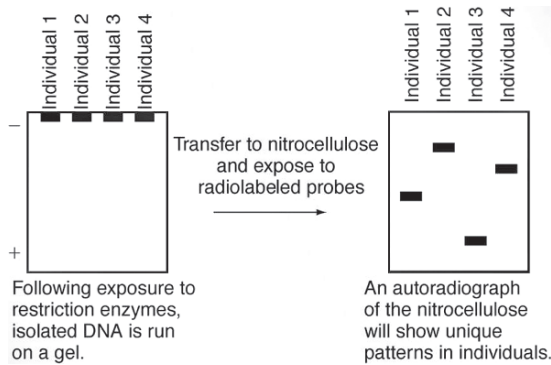 Individual 1
Individual 2
Individual 3
Individual 4
−
+
Following exposure to
restriction enzymes,
isolated DNA is run
on a gel.
Transfer to nitrocellulose
and expose to
radiolabeled probes
Individual 1
Individual 2
Individual 3
Individual 4
An autoradiograph
of the nitrocellulose
will show unique
patterns in individuals.